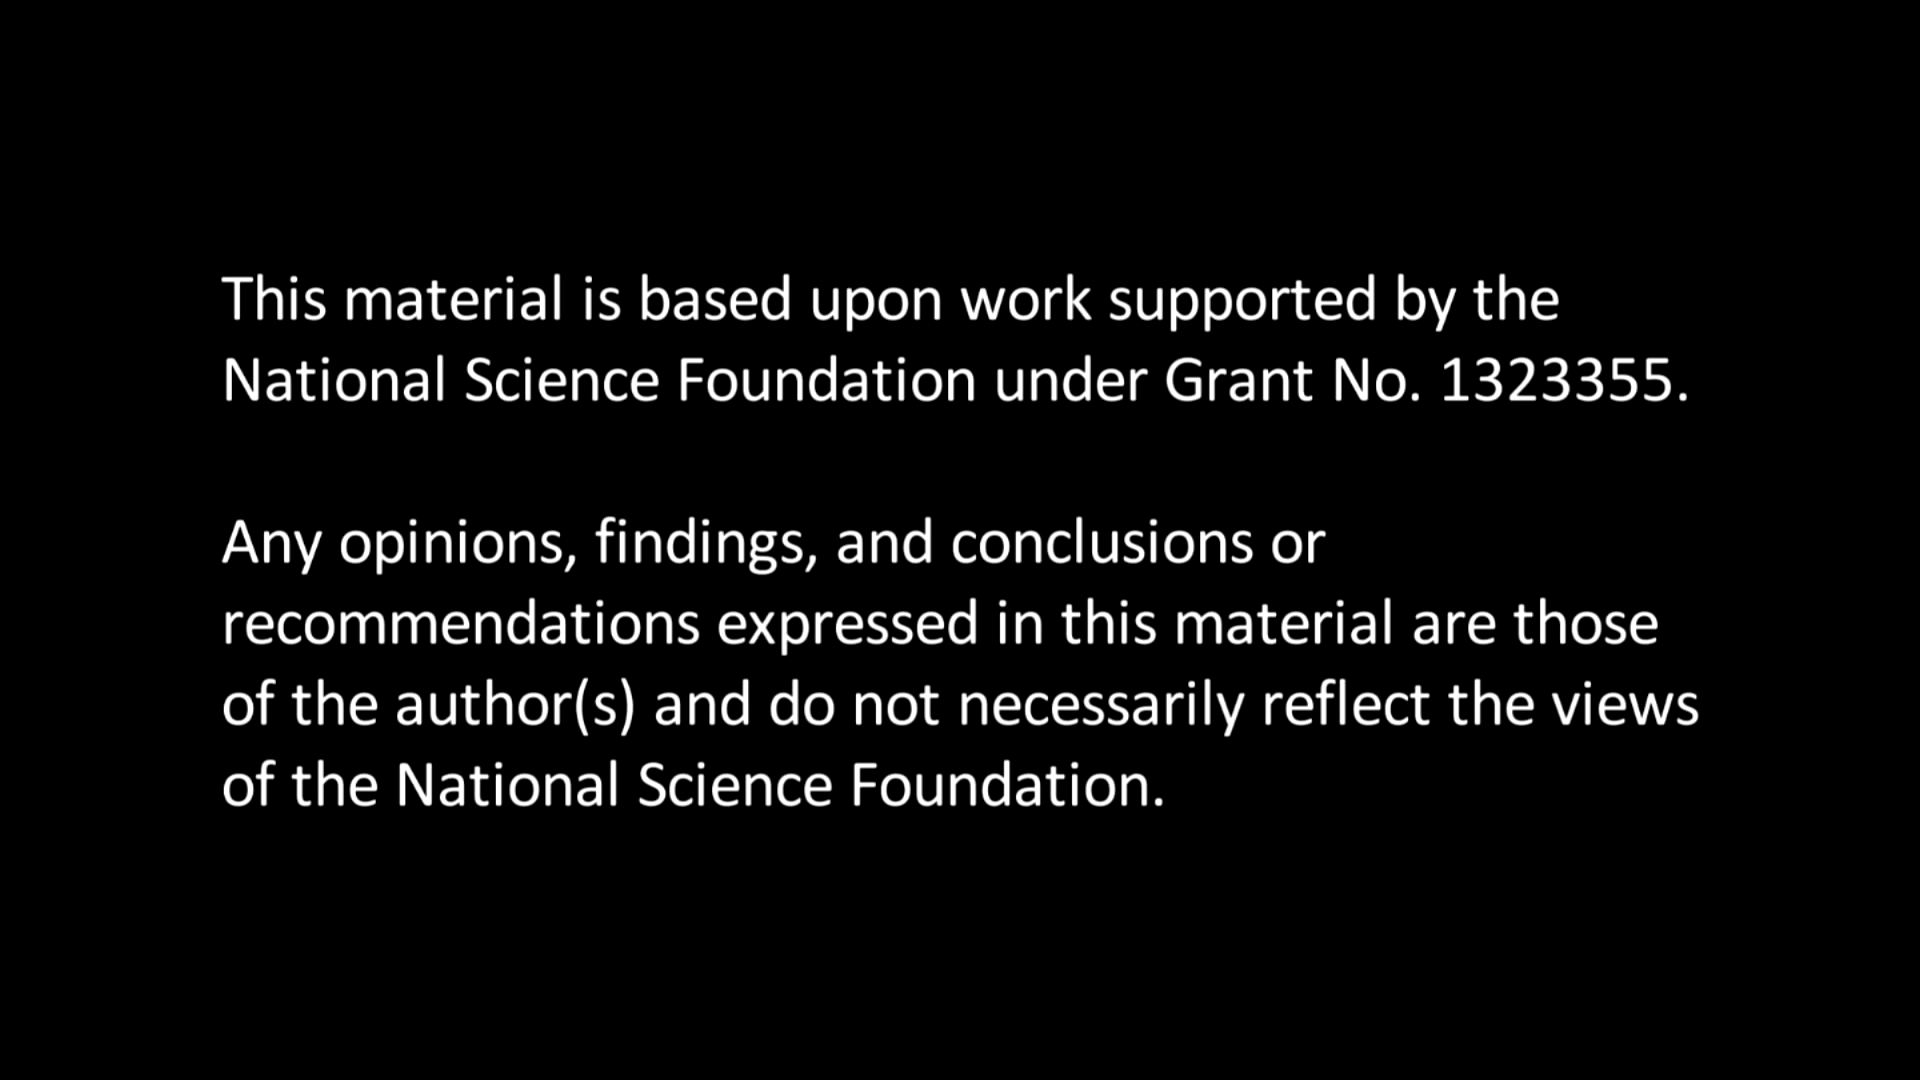 This material is based upon work supported by the
National Science Foundation under Grant No. 1323355.
Any opinions, findings, and conclusions or
recommendations expressed in this material are those
of the author(s) and do not necessarily reflect the views
of the National Science Foundation.